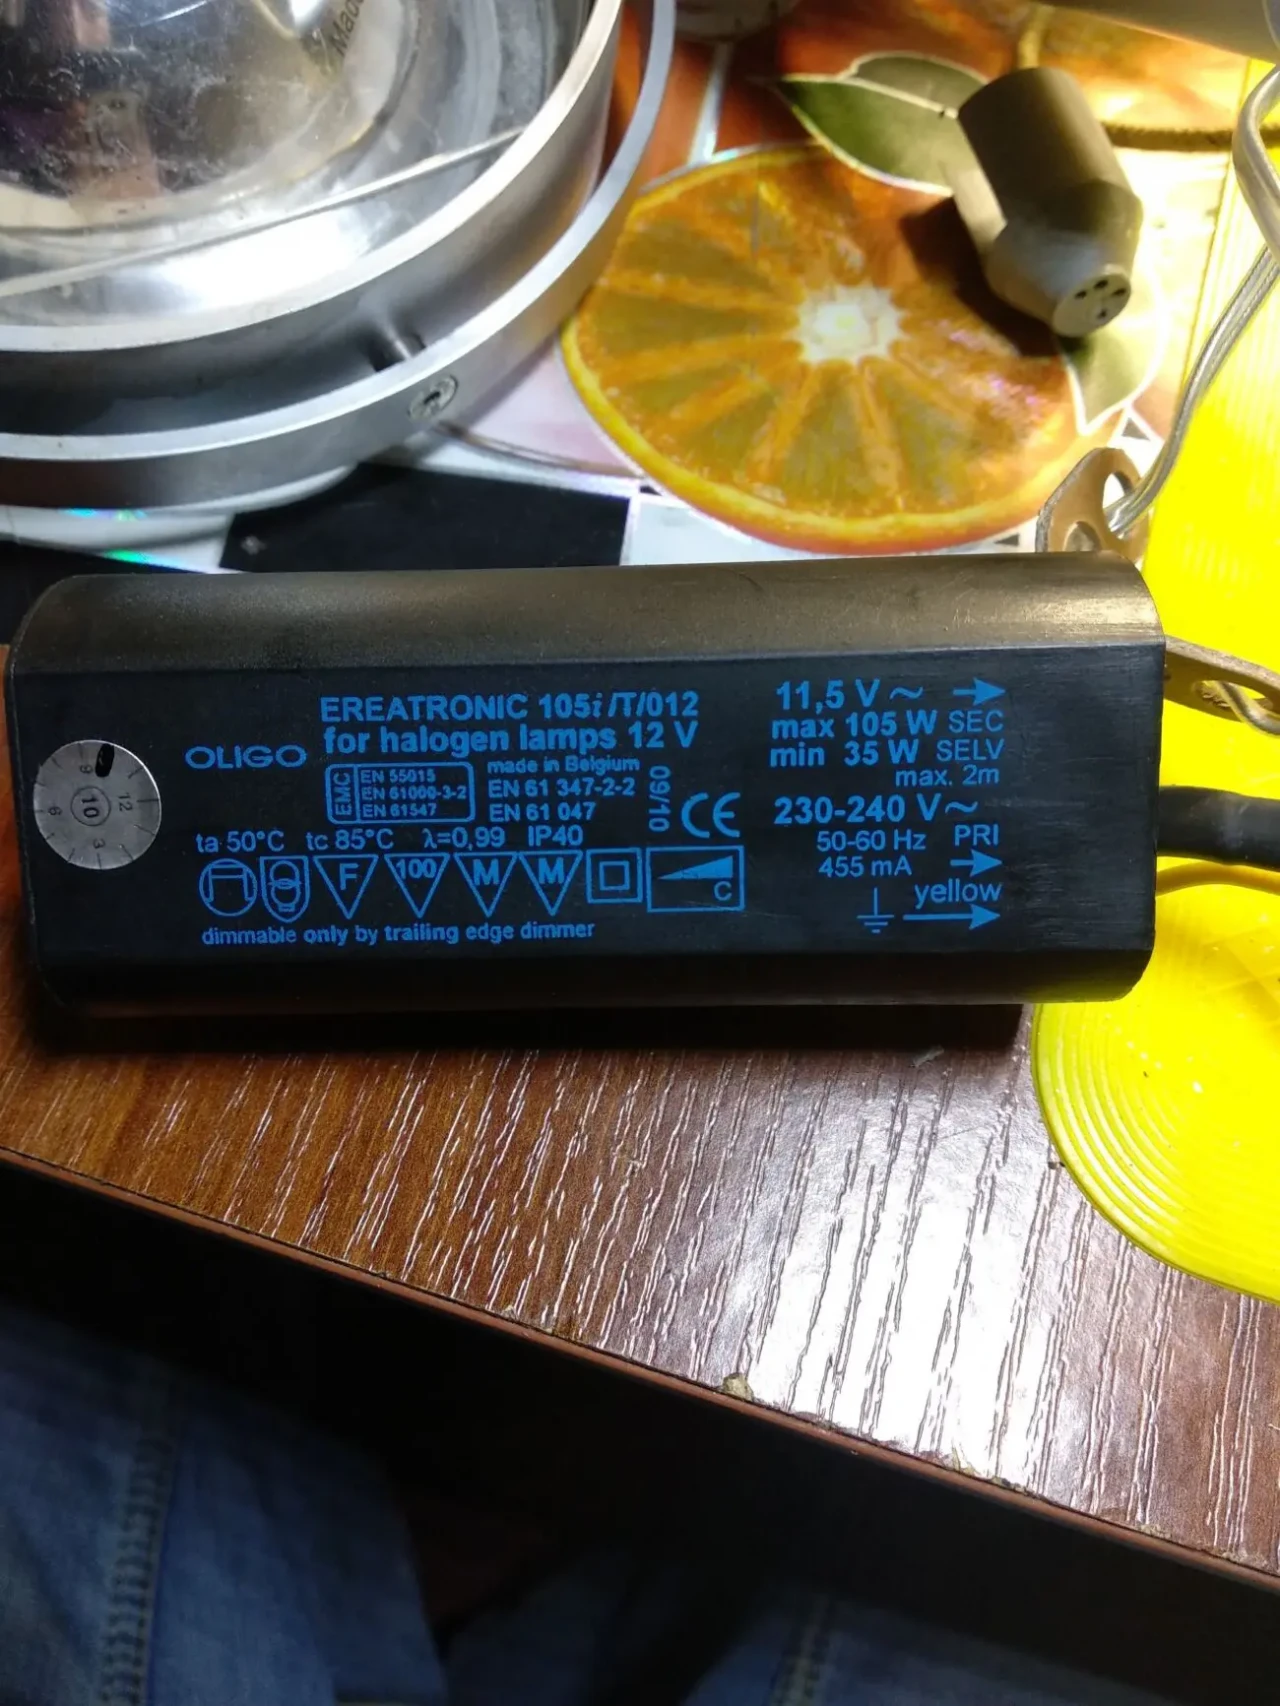 Mad
EREATRONIC 105i/T/012
OLIGO for halogen lamps 12 V
EMC
EN 55015
EN 61000-3-2
EN 61547
made in Belgium
EN 61 347-2-2
EN 61 047
09/10
CE
ta 50°C tc 85°C λ=0,99 IP40
F 100 M M C
dimmable only by trailing edge dimmer
11,5 V ~
max 105 W SEC
min 35 W SELV
max. 2m
230-240 V~
50-60 Hz PRI
455 mA
yellow
12
3
6
9
10